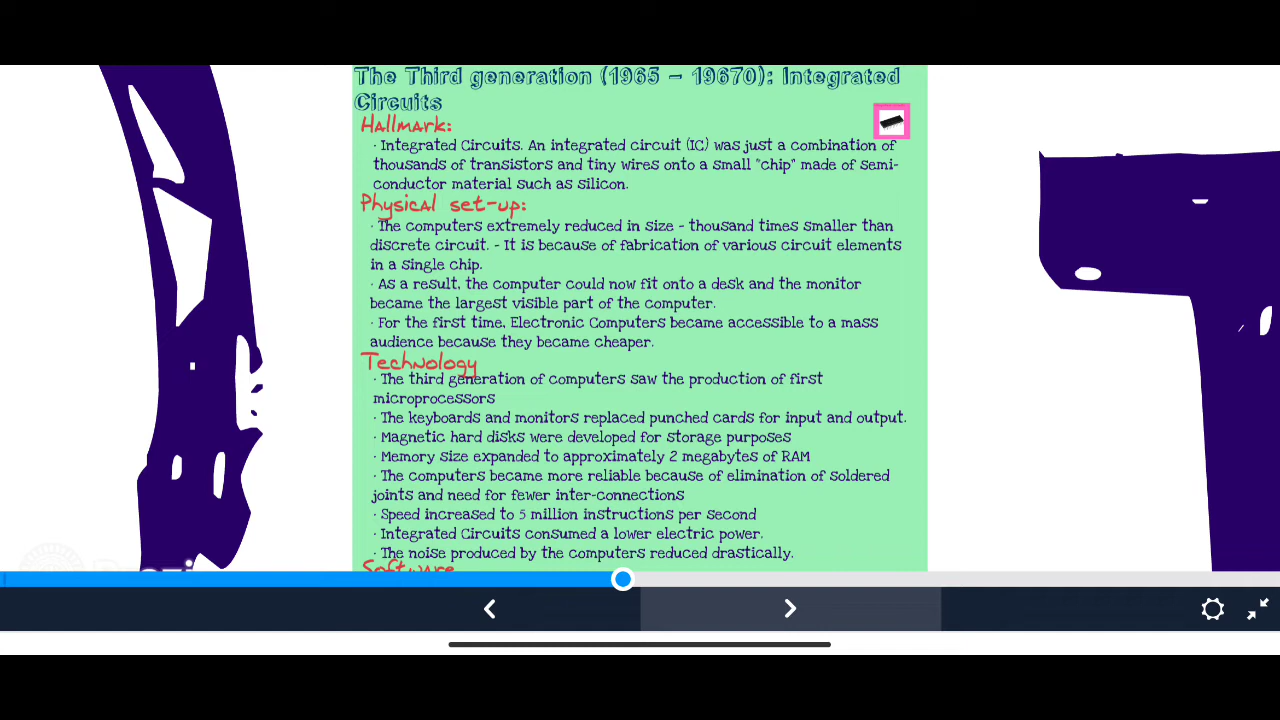 The Third generation (1965 – 19670): Integrated
Circuits
Hallmark:
· Integrated Circuits. An integrated circuit (IC) was just a combination of
thousands of transistors and tiny wires onto a small "chip" made of semi-
conductor material such as silicon.
Physical set-up:
· The computers extremely reduced in size - thousand times smaller than
discrete circuit. - It is because of fabrication of various circuit elements
in a single chip.
· As a result, the computer could now fit onto a desk and the monitor
became the largest visible part of the computer.
· For the first time, Electronic Computers became accessible to a mass
audience because they became cheaper.
Technology
· The third generation of computers saw the production of first
microprocessors
· The keyboards and monitors replaced punched cards for input and output.
· Magnetic hard disks were developed for storage purposes
· Memory size expanded to approximately 2 megabytes of RAM
· The computers became more reliable because of elimination of soldered
joints and need for fewer inter-connections
· Speed increased to 5 million instructions per second
· Integrated Circuits consumed a lower electric power.
· The noise produced by the computers reduced drastically.
Software